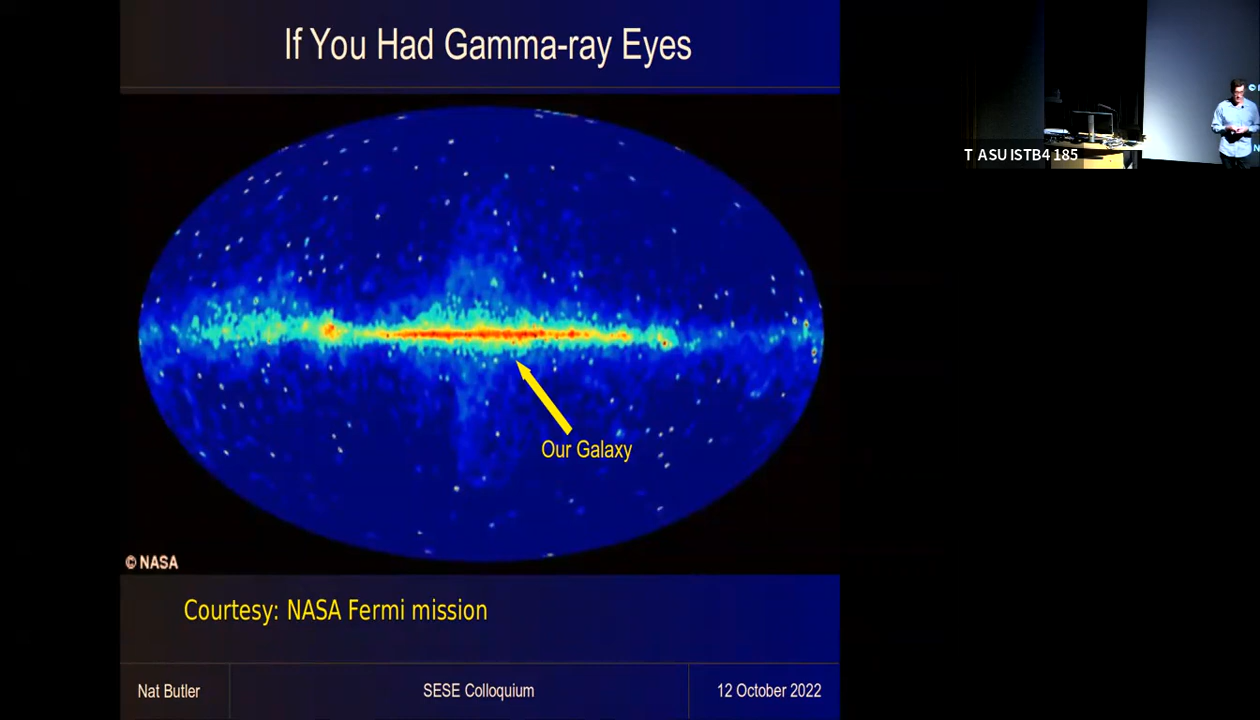 If You Had Gamma-ray Eyes
Our Galaxy
© NASA
Courtesy: NASA Fermi mission
Nat Butler
SESE Colloquium
12 October 2022
T ASU ISTB4 185